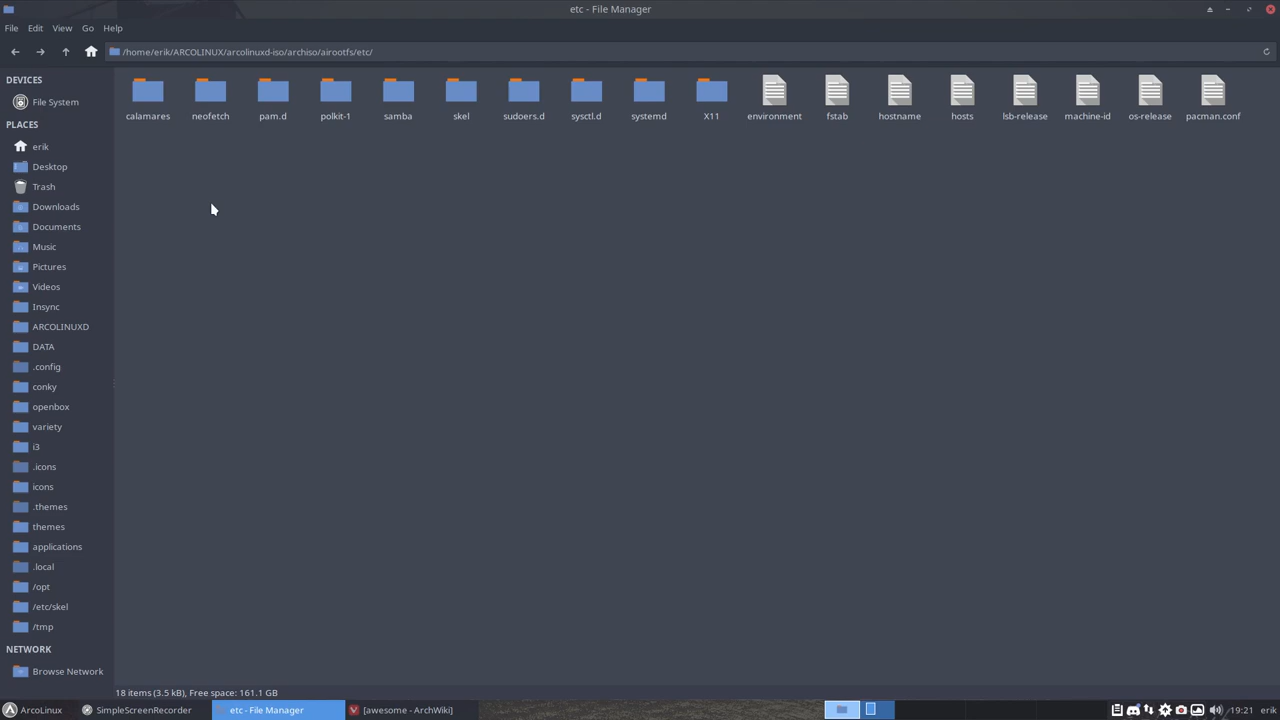 etc - File Manager
File Edit View Go Help
/home/erik/ARCOLINUX/arcolinuxd-iso/archiso/airootfs/etc/
DEVICES
File System
PLACES
erik
Desktop
Trash
Downloads
Documents
Music
Pictures
Videos
Insync
ARCOLINUXD
DATA
.config
conky
openbox
variety
i3
.icons
icons
.themes
themes
applications
.local
/opt
/etc/skel
/tmp
NETWORK
Browse Network
calamares neofetch pam.d polkit-1 samba skel sudoers.d sysctl.d systemd X11 environment fstab hostname hosts lsb-release machine-id os-release pacman.conf
18 items (3.5 kB), Free space: 161.1 GB
ArcoLinux SimpleScreenRecorder etc - File Manager [awesome - ArchWiki] 19:21 erik